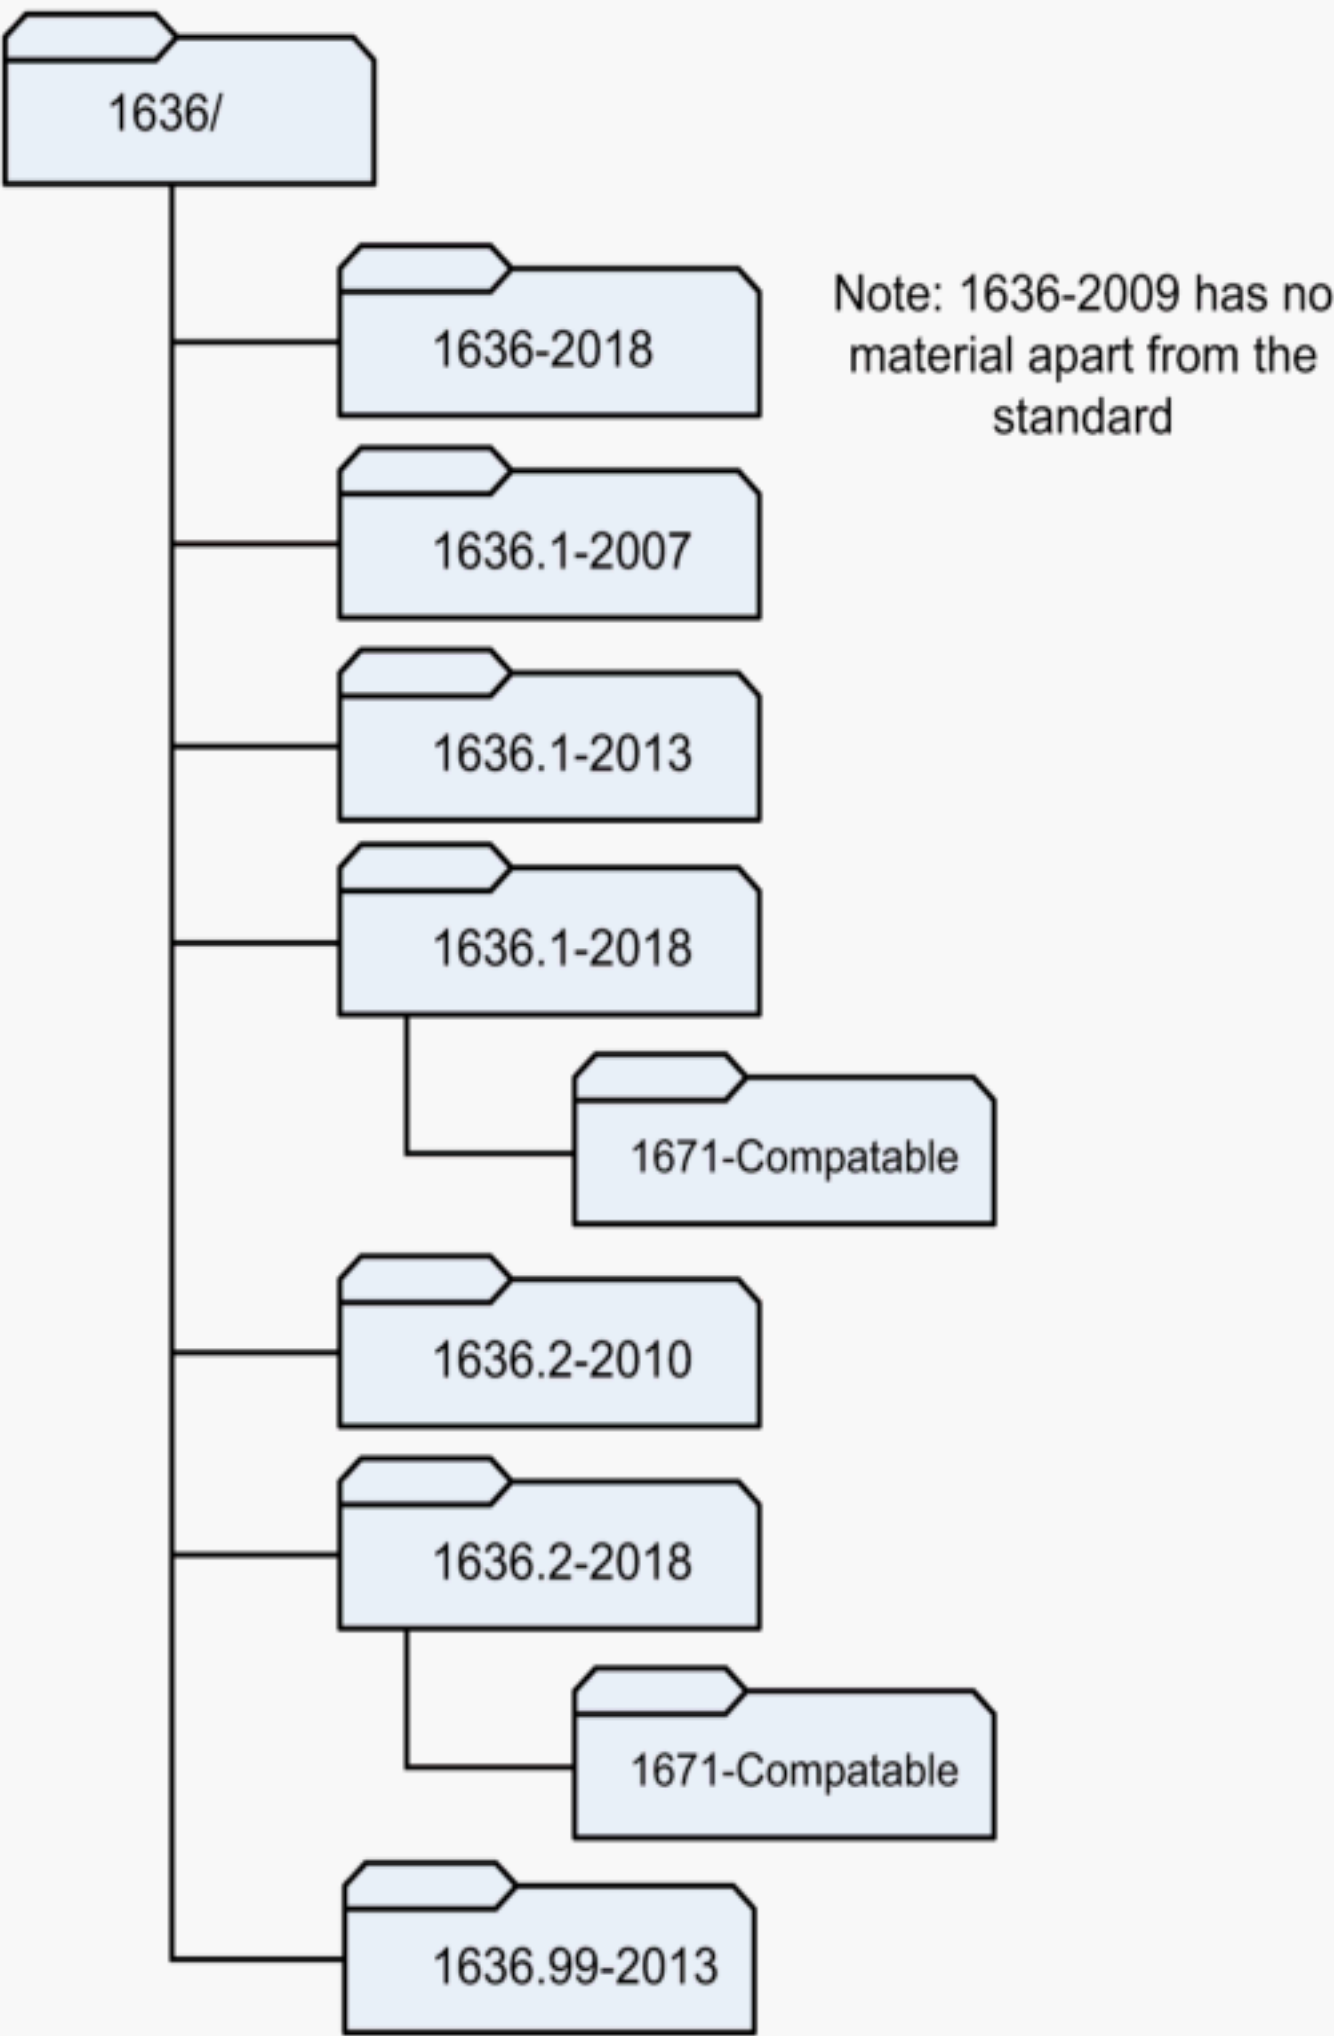 1636/
1636-2018
Note: 1636-2009 has no
material apart from the
standard
1636.1-2007
1636.1-2013
1636.1-2018
1671-Compatable
1636.2-2010
1636.2-2018
1671-Compatable
1636.99-2013